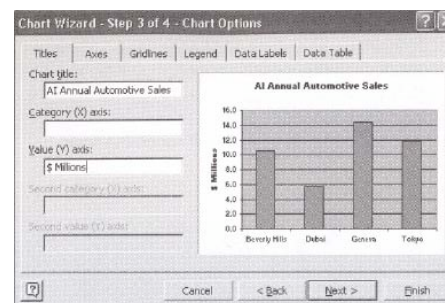 Chart Wizard - Step 3 of 4 - Chart Options
Titles Axes Gridlines Legend Data Labels Data Table
Chart title:
AI Annual Automotive Sales
Category (X) axis:
Value (Y) axis:
$ Millions
Second category (X) axis:
Second value (Y) axis:
AI Annual Automotive Sales
$ Millions
16.0
14.0
12.0
10.0
8.0
6.0
4.0
2.0
0.0
Beverly Hills Dubai Geneva Tokyo
Cancel < Back Next > Finish